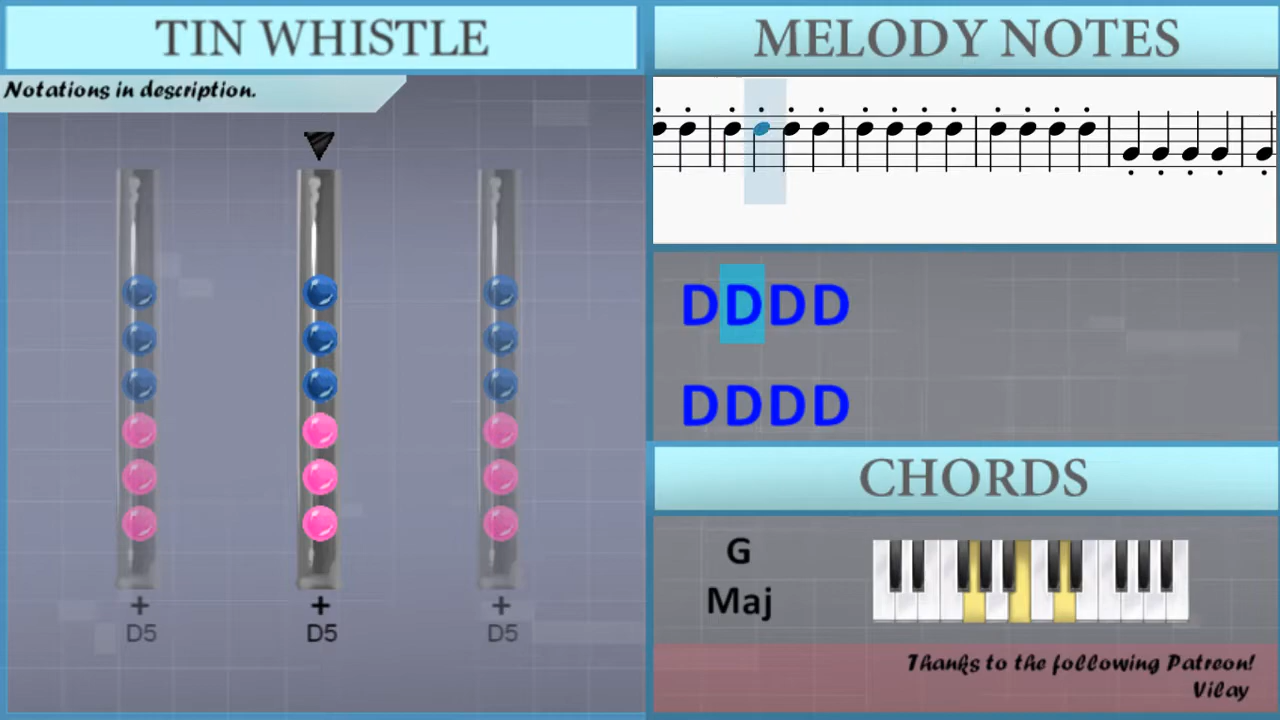 TIN WHISTLE
Notations in description.
+ + +
D5 D5 D5
MELODY NOTES
DDDD
DDDD
CHORDS
G
Maj
Thanks to the following Patreon!
Vilay